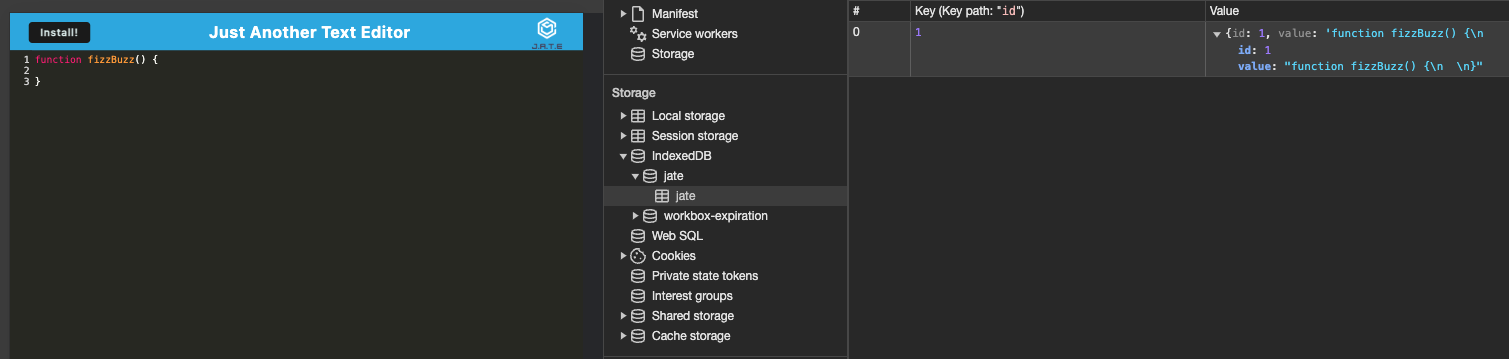 Install!
Just Another Text Editor
J.A.T.E
1 function fizzBuzz() {
2
3 }
Manifest
Service workers
Storage
Storage
Local storage
Session storage
IndexedDB
jate
jate
workbox-expiration
Web SQL
Cookies
Private state tokens
Interest groups
Shared storage
Cache storage
# Key (Key path: "id") Value
0 1 {id: 1, value: 'function fizzBuzz() {\n
id: 1
value: "function fizzBuzz() {\n  \n}"